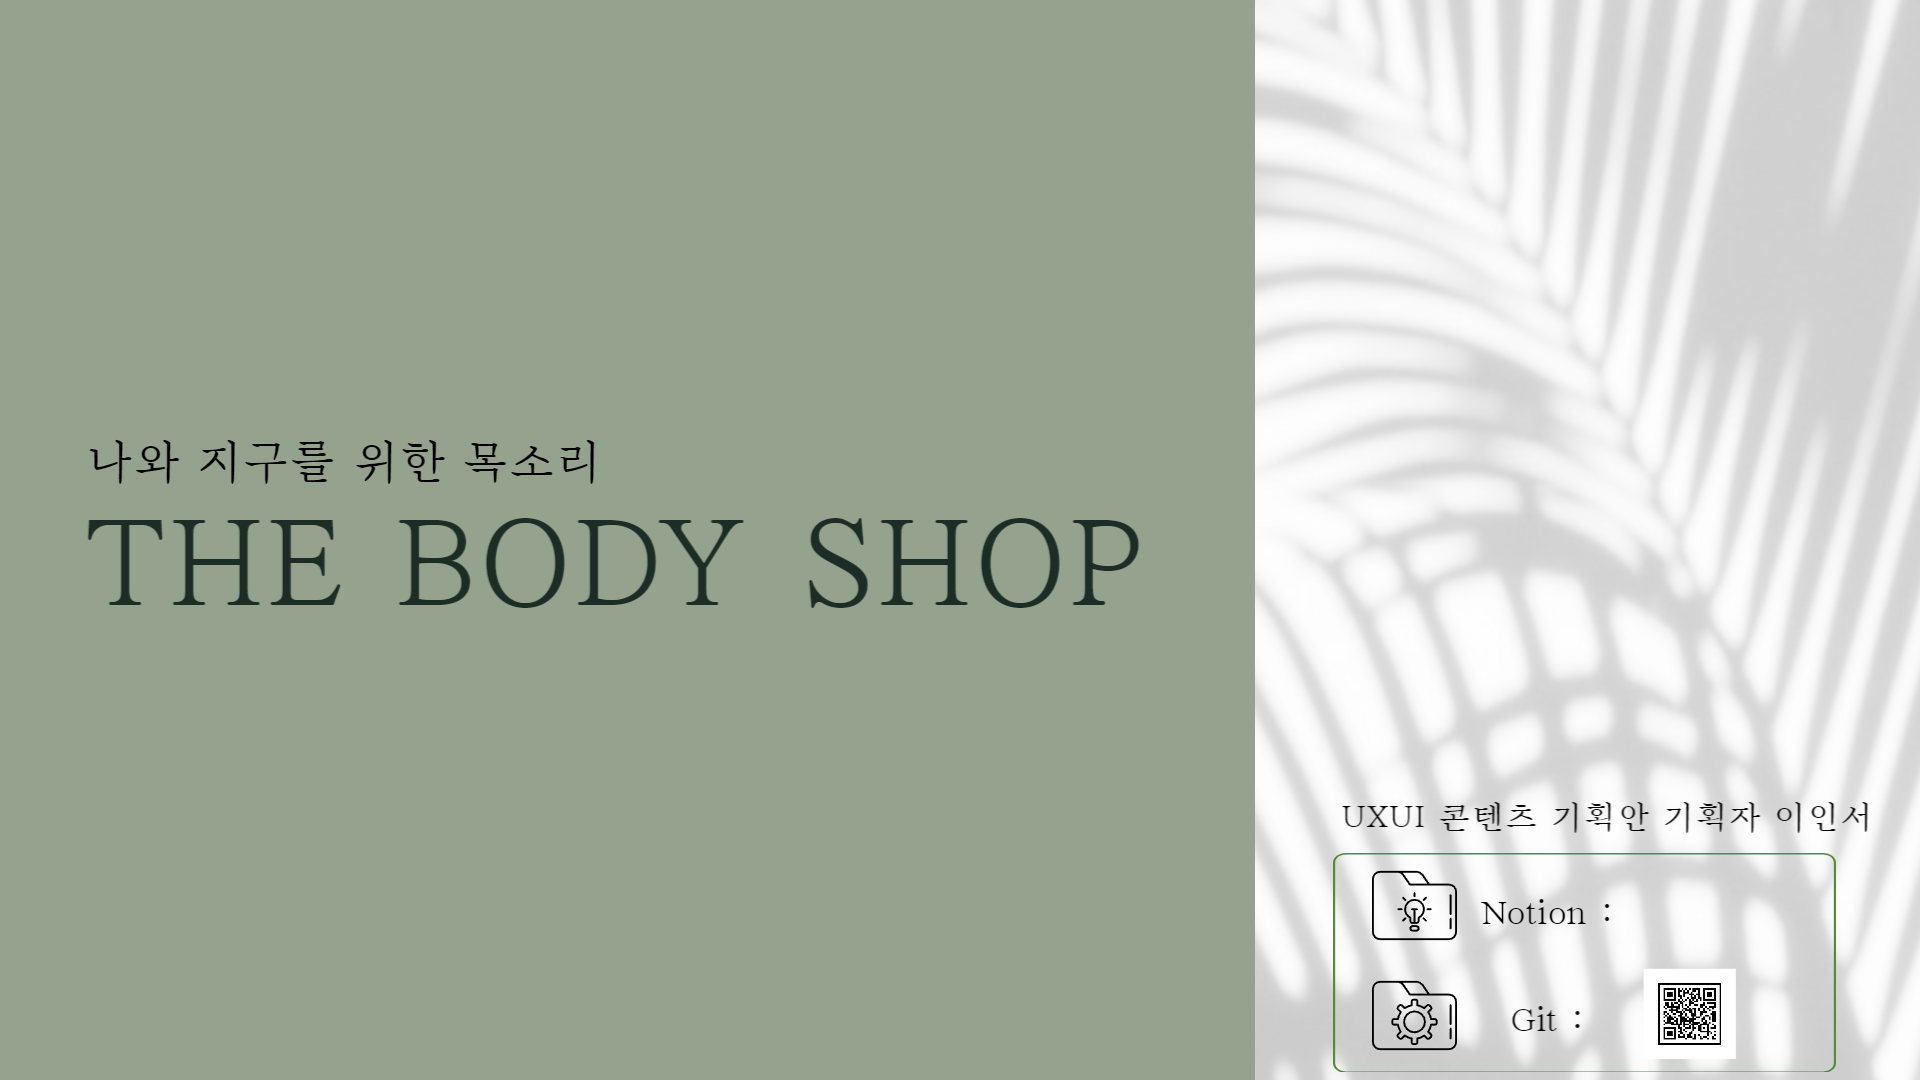 나와 지구를 위한 목소리
THE BODY SHOP
UXUI 콘텐츠 기획안 기획자 이인서
Notion :
Git :